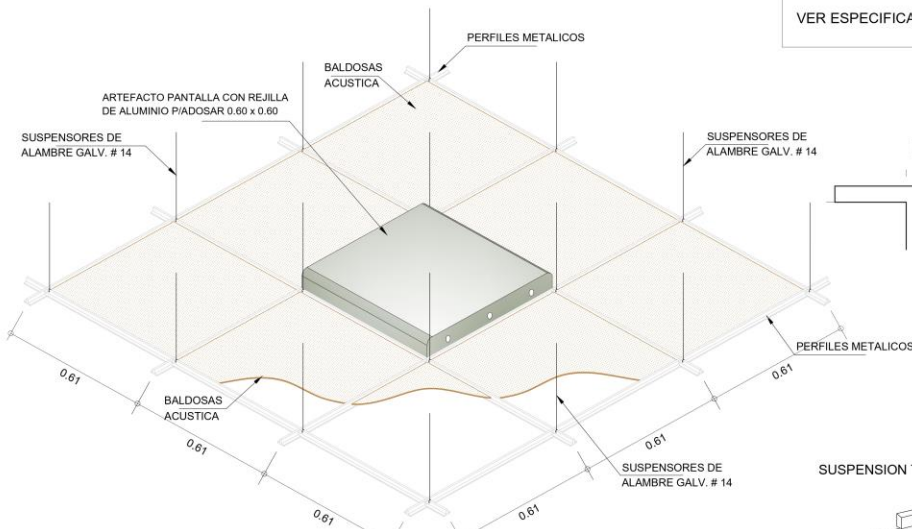 VER ESPECIFICA
PERFILES METALICOS
BALDOSAS
ACUSTICA
ARTEFACTO PANTALLA CON REJILLA
DE ALUMINIO P/ADOSAR 0.60 x 0.60
SUSPENSORES DE
ALAMBRE GALV. # 14
SUSPENSORES DE
ALAMBRE GALV. # 14
PERFILES METALICOS
0.61
0.61
BALDOSAS
ACUSTICA
0.61
0.61
SUSPENSORES DE
ALAMBRE GALV. # 14
SUSPENSION
0.61
0.61